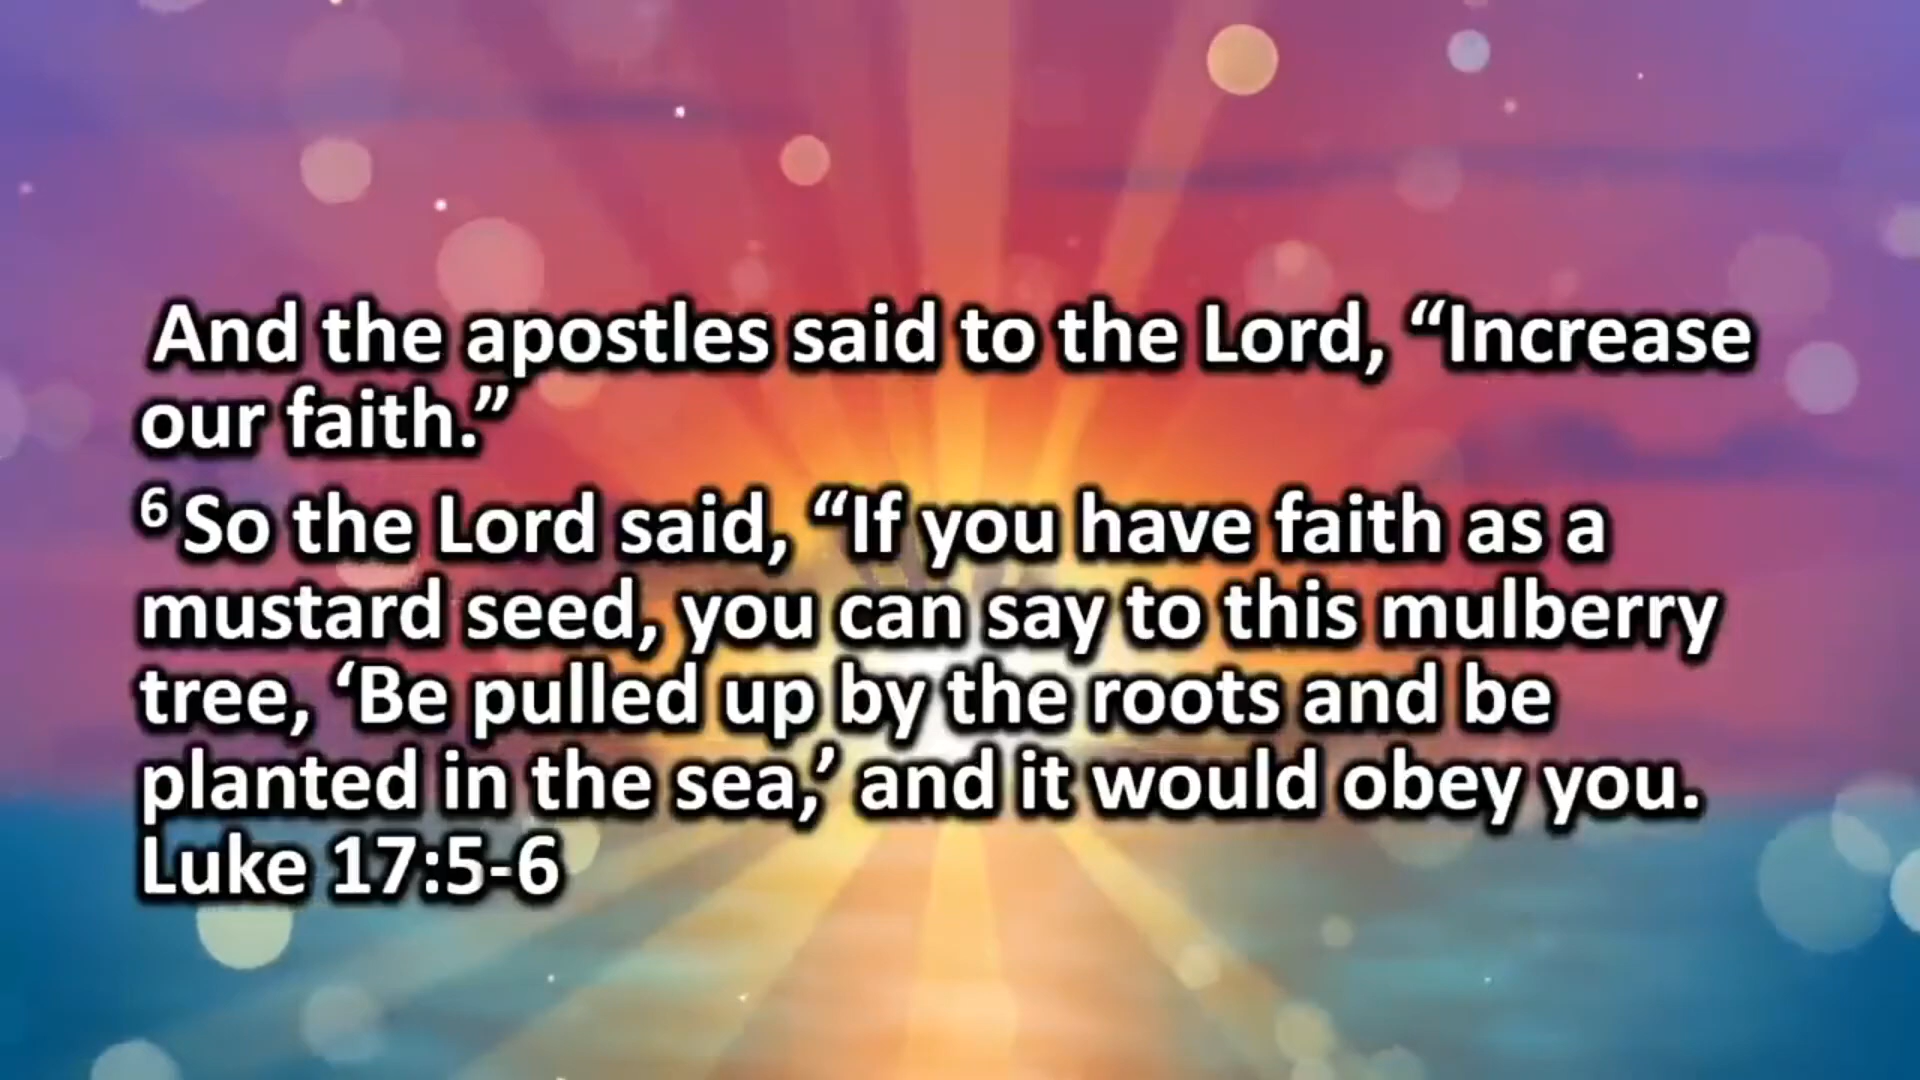 And the apostles said to the Lord, “Increase
our faith.”
6 So the Lord said, “If you have faith as a
mustard seed, you can say to this mulberry
tree, ‘Be pulled up by the roots and be
planted in the sea,’ and it would obey you.
Luke 17:5-6